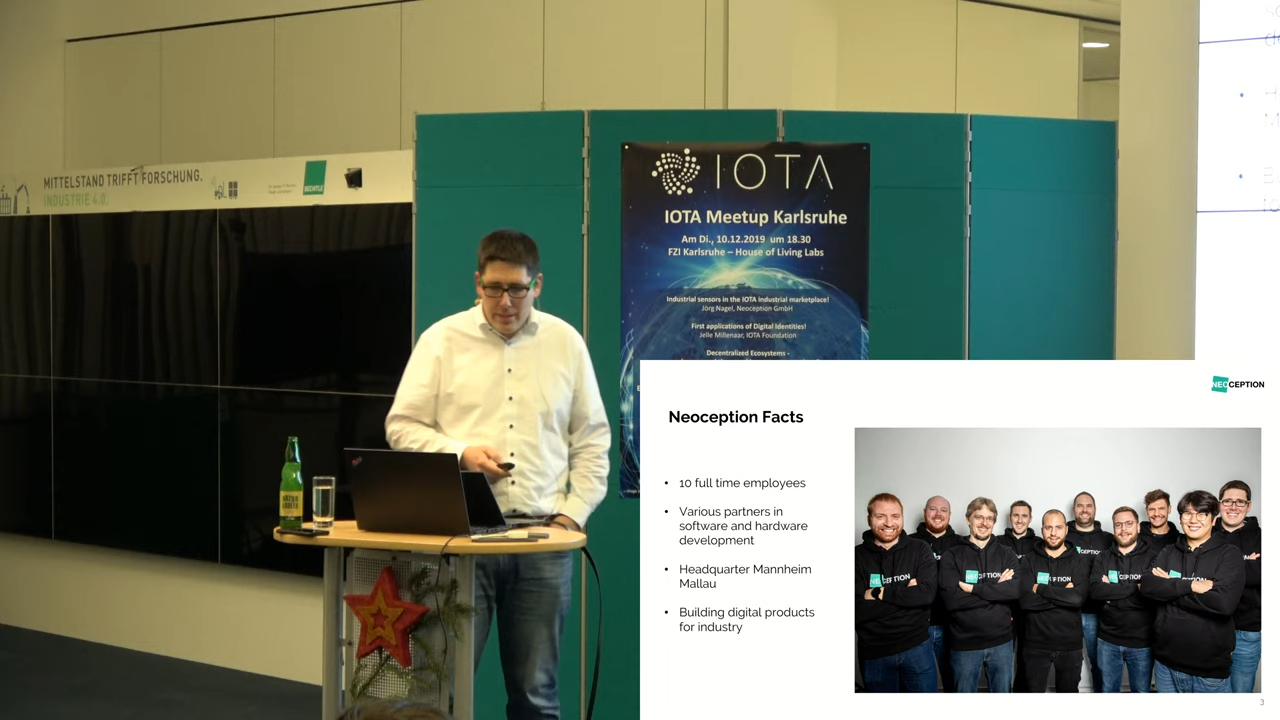 MITTELSTAND TRIFFT FORSCHUNG.
INDUSTRIE 4.0.
BECHTLE
IOTA
IOTA Meetup Karlsruhe
Am Di., 10.12.2019 um 18.30
FZI Karlsruhe – House of Living Labs
Industrial sensors in the IOTA industrial marketplace!
Jörg Nagel, Neoception GmbH
First applications of Digital Identities!
Jelle Millenaar, IOTA Foundation
Decentralized Ecosystems -
NEOCEPTION
Neoception Facts
• 10 full time employees
• Various partners in
software and hardware
development
• Headquarter Mannheim
Mallau
• Building digital products
for industry
3